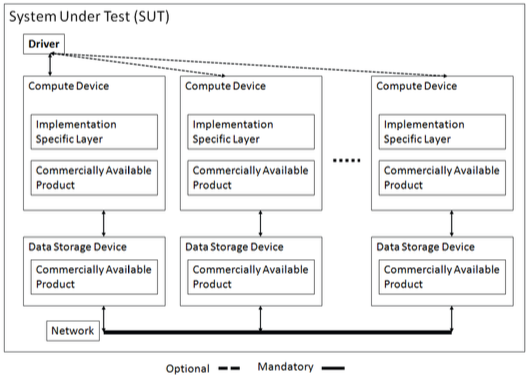 System Under Test (SUT)
Driver
Compute Device
Compute Device
Compute Device
Implementation
Specific Layer
Implementation
Specific Layer
Implementation
Specific Layer
Commercially Available
Product
Commercially Available
Product
Commercially Available
Product
Data Storage Device
Data Storage Device
Data Storage Device
Commercially Available
Product
Commercially Available
Product
Commercially Available
Product
Network
Optional
Mandatory